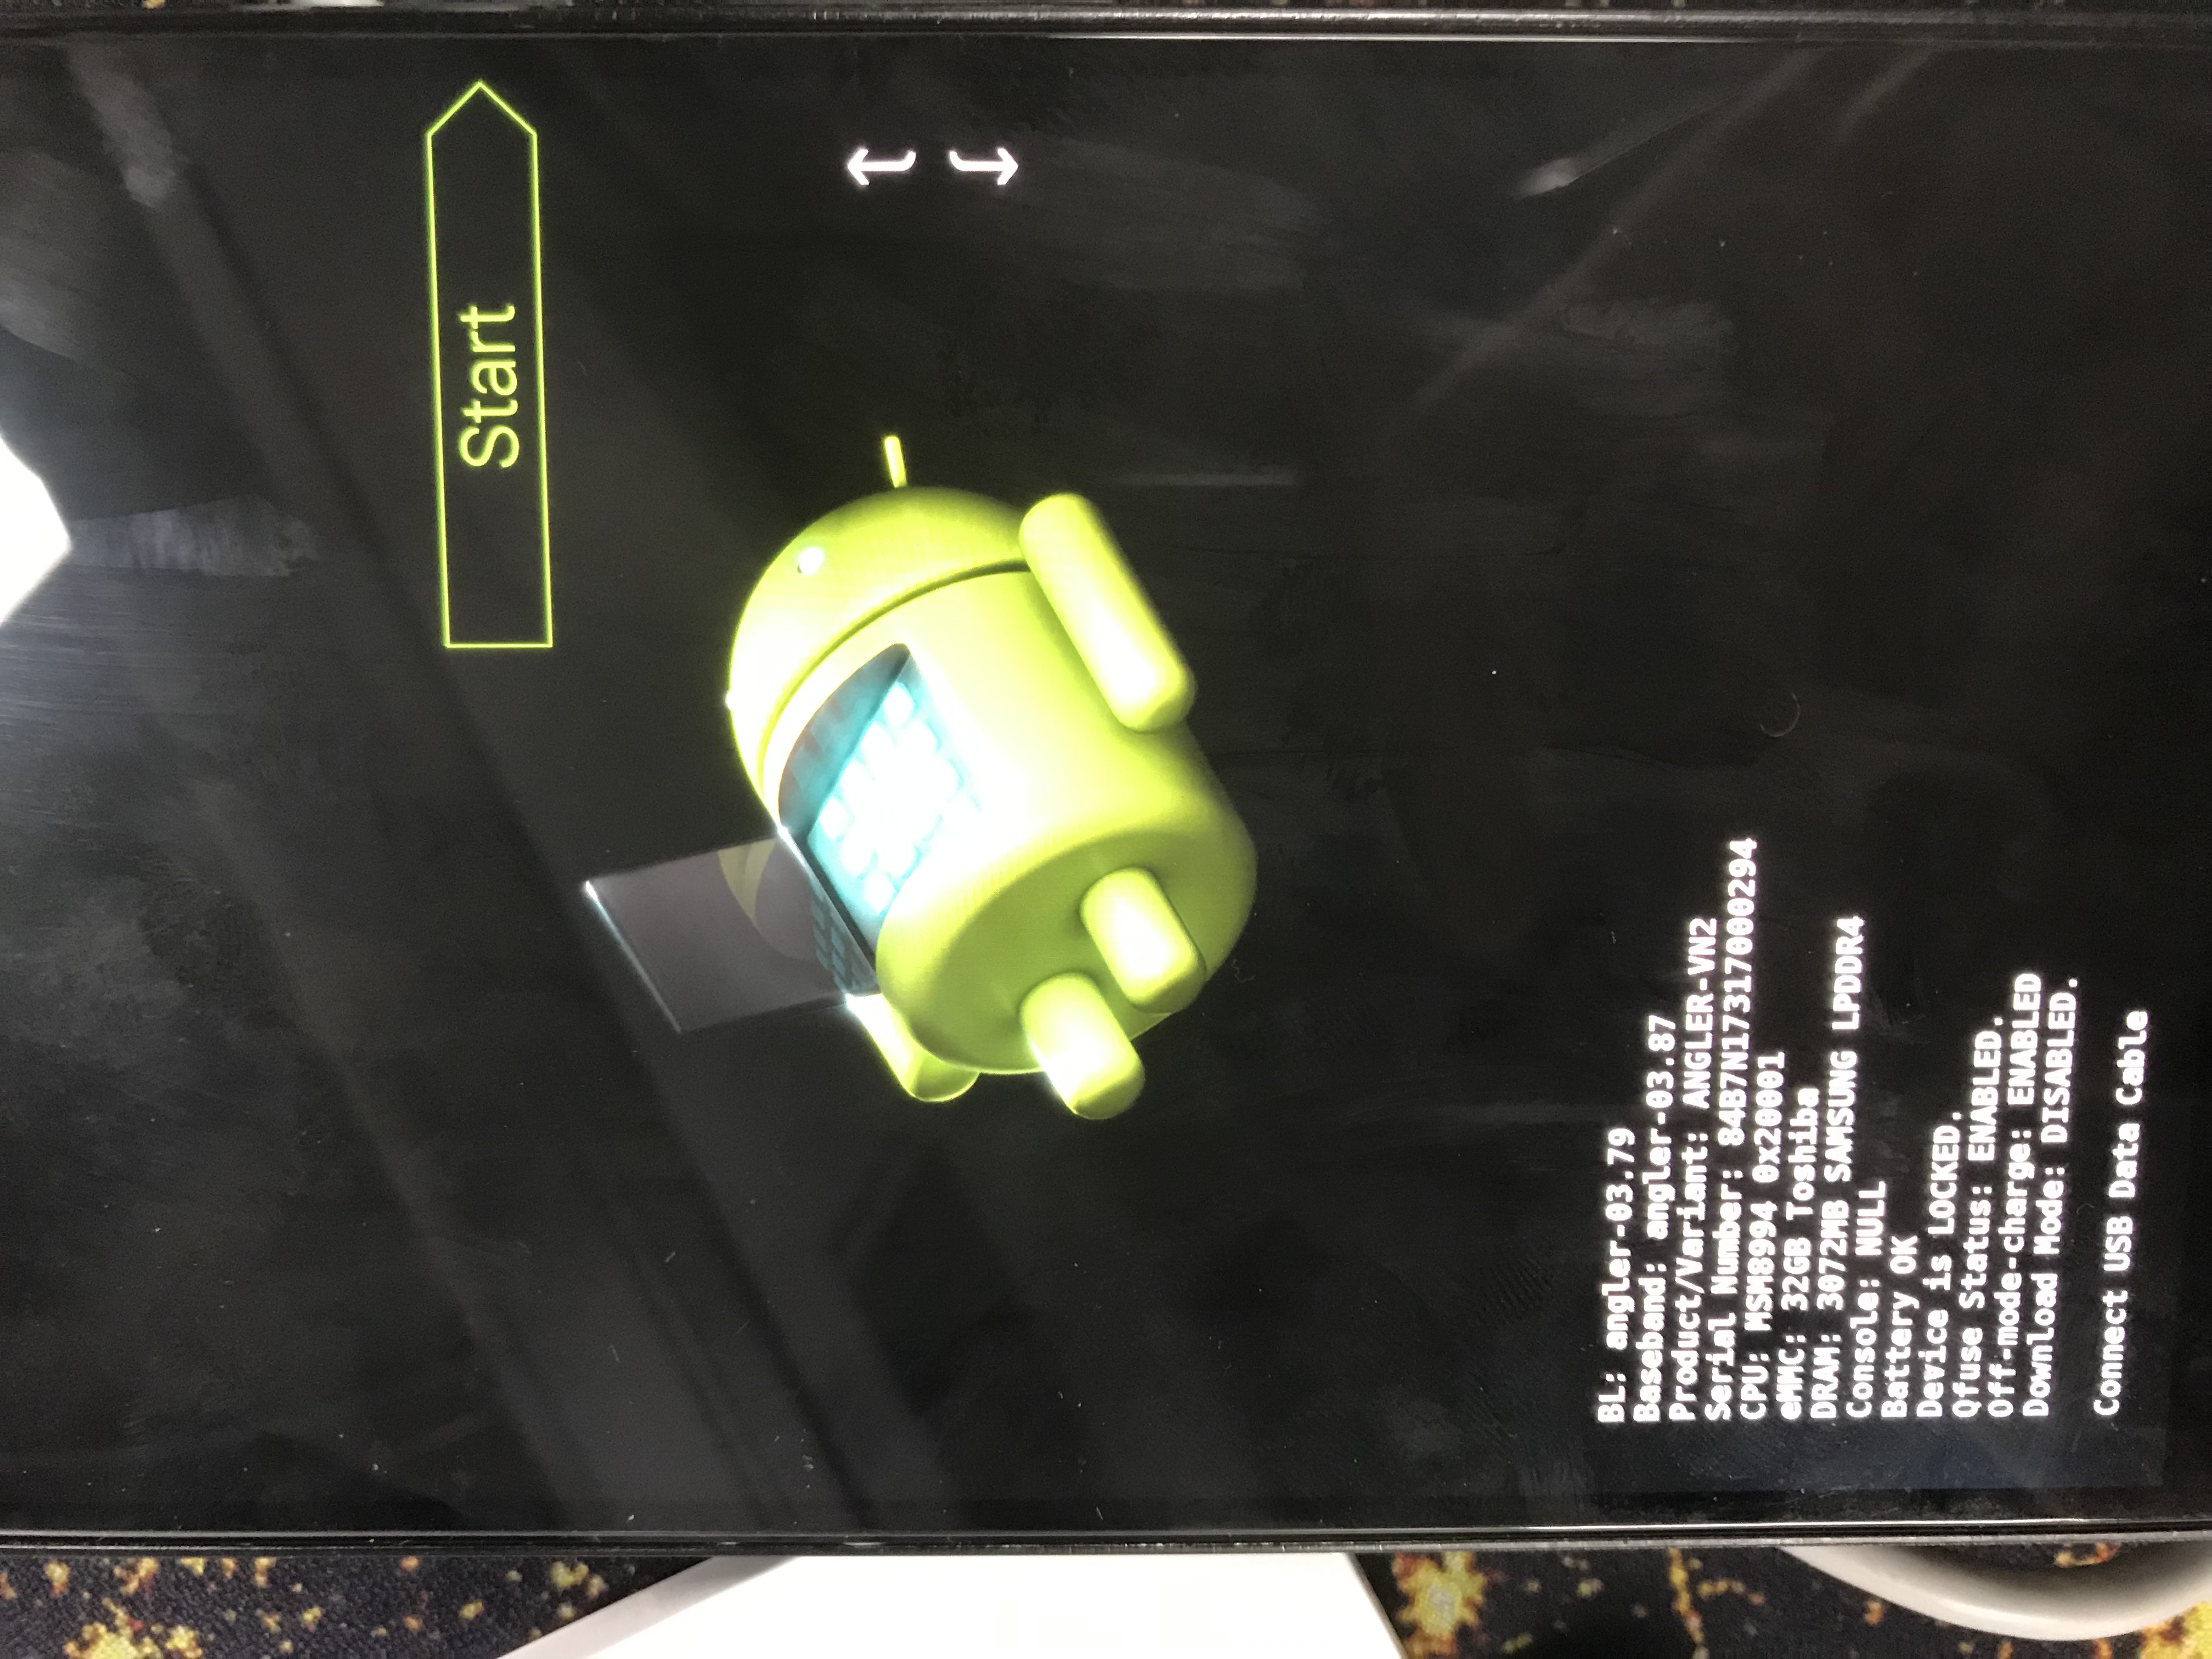 Start
BL: angler-03.79
Baseband: angler-03.87
Product/Variant: ANGLER-VN2
Serial Number: 84B7N17317000294
CPU: MSM8994 0x20001
eMMC: 32GB Toshiba
DRAM: 3072MB SAMSUNG LPDDR4
Console: NULL
Battery OK
Device is LOCKED.
Qfuse Status: ENABLED.
Off-mode-charge: ENABLED
Download Mode: DISABLED.
Connect USB Data Cable